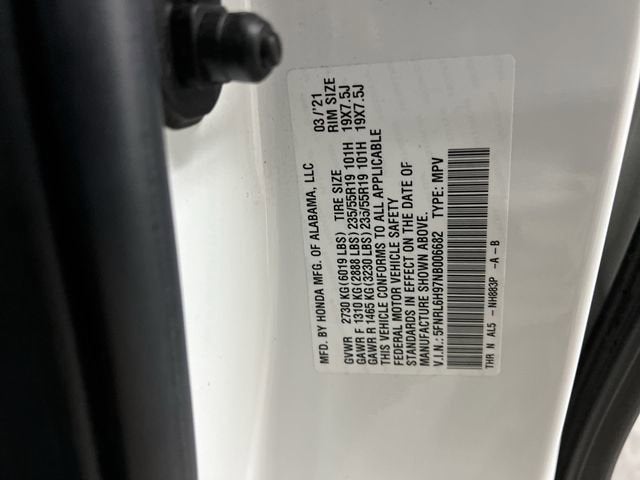 MFD. BY HONDA MFG. OF ALABAMA, LLC 03/'21
GVWR 2730 KG(6019 LBS) TIRE SIZE RIM SIZE
GAWR F 1310 KG(2888 LBS)235/55R19 101H 19X7.5J
GAWR R 1465 KG(3230 LBS)235/55R19 101H 19X7.5J
THIS VEHICLE CONFORMS TO ALL APPLICABLE
FEDERAL MOTOR VEHICLE SAFETY
STANDARDS IN EFFECT ON THE DATE OF
MANUFACTURE SHOWN ABOVE.
V.I.N.: 5FNRL6H97NB006682 TYPE: MPV
THR N AL5 -NH883P -A-B